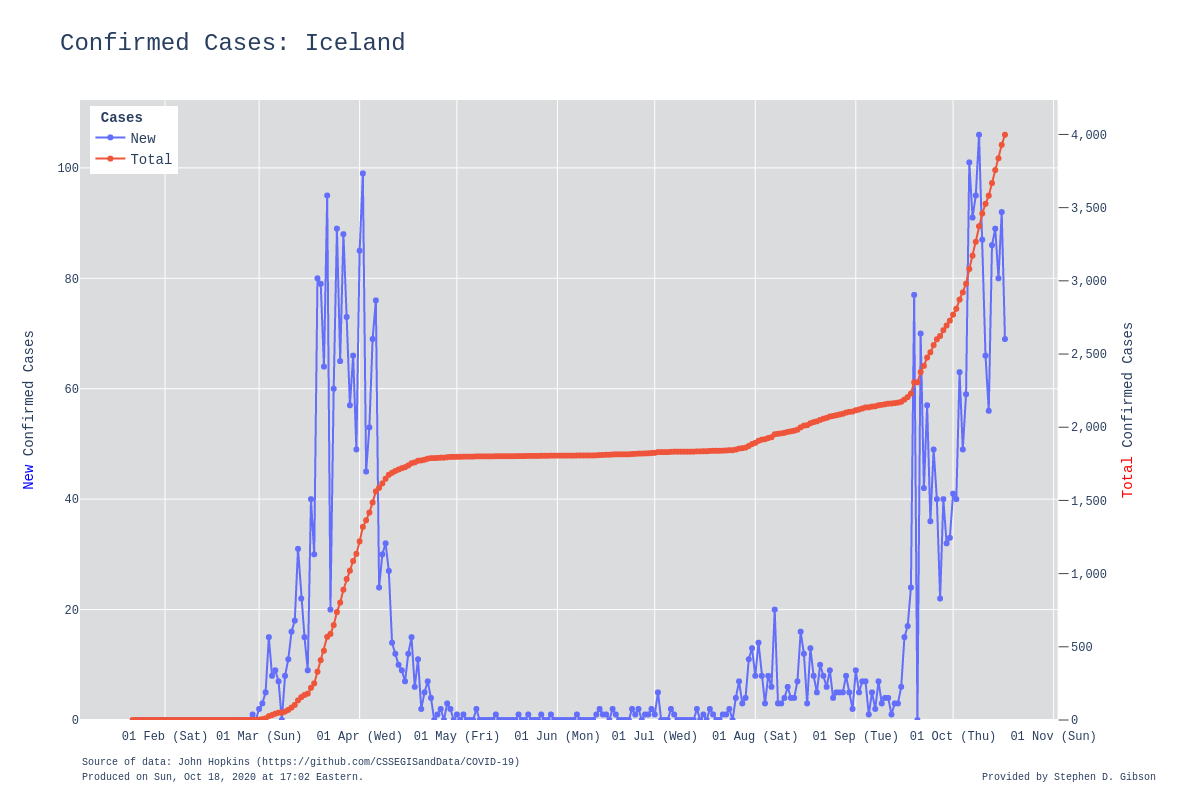 Confirmed Cases: Iceland
Cases
New
Total
100
80
60
40
20
0
New Confirmed Cases
4,000
3,500
3,000
2,500
2,000
1,500
1,000
500
0
Total Confirmed Cases
01 Feb (Sat) 01 Mar (Sun) 01 Apr (Wed) 01 May (Fri) 01 Jun (Mon) 01 Jul (Wed) 01 Aug (Sat) 01 Sep (Tue) 01 Oct (Thu) 01 Nov (Sun)
Source of data: John Hopkins (https://github.com/CSSEGISandData/COVID-19)
Produced on Sun, Oct 18, 2020 at 17:02 Eastern.
Provided by Stephen D. Gibson